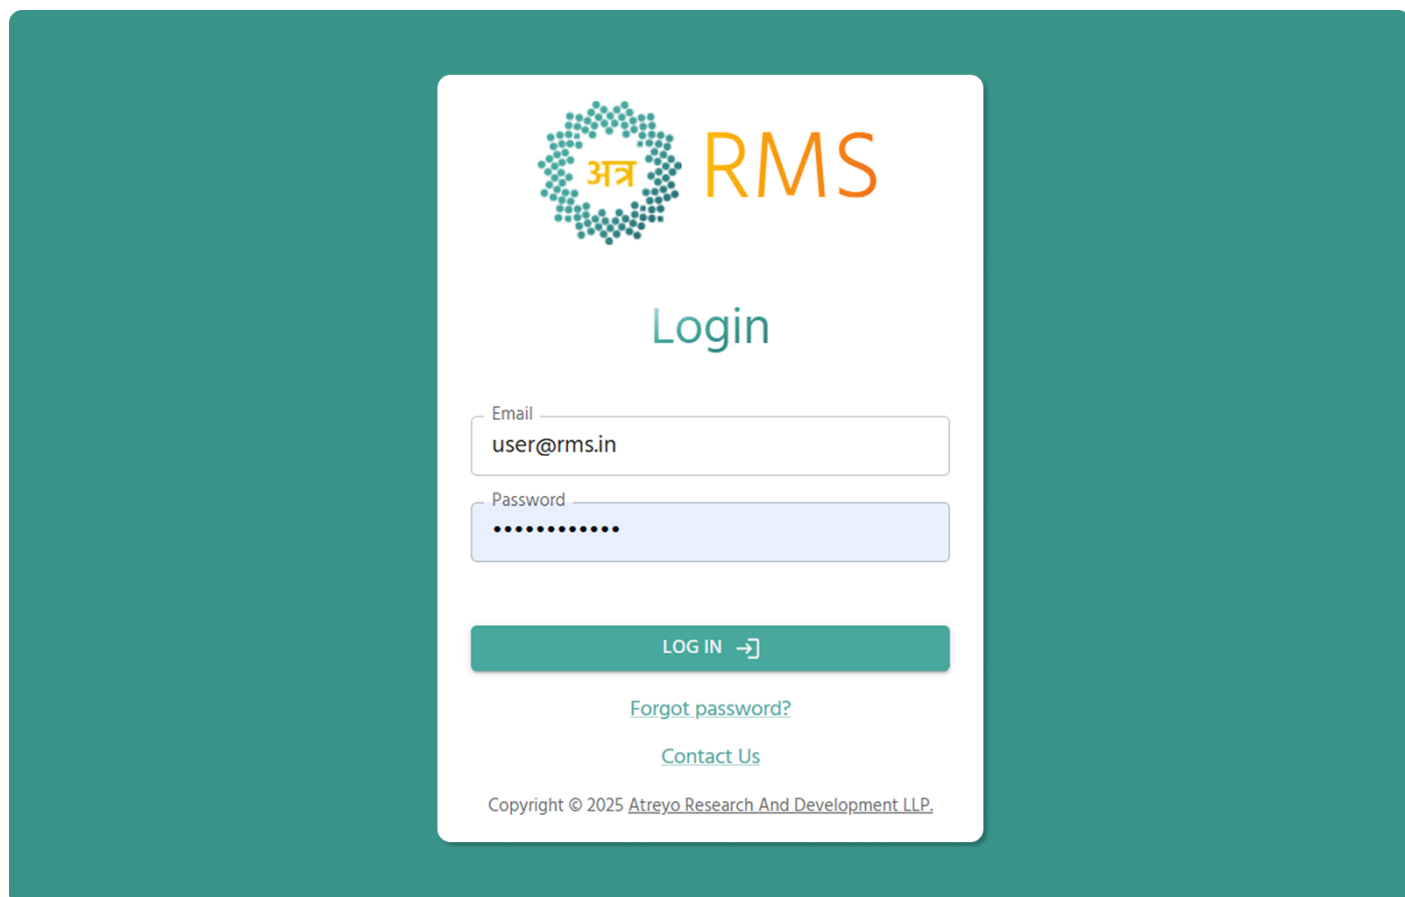 अत्र RMS
Login
Email
user@rms.in
Password
••••••••••••
LOG IN
Forgot password?
Contact Us
Copyright © 2025 Atreyo Research And Development LLP.